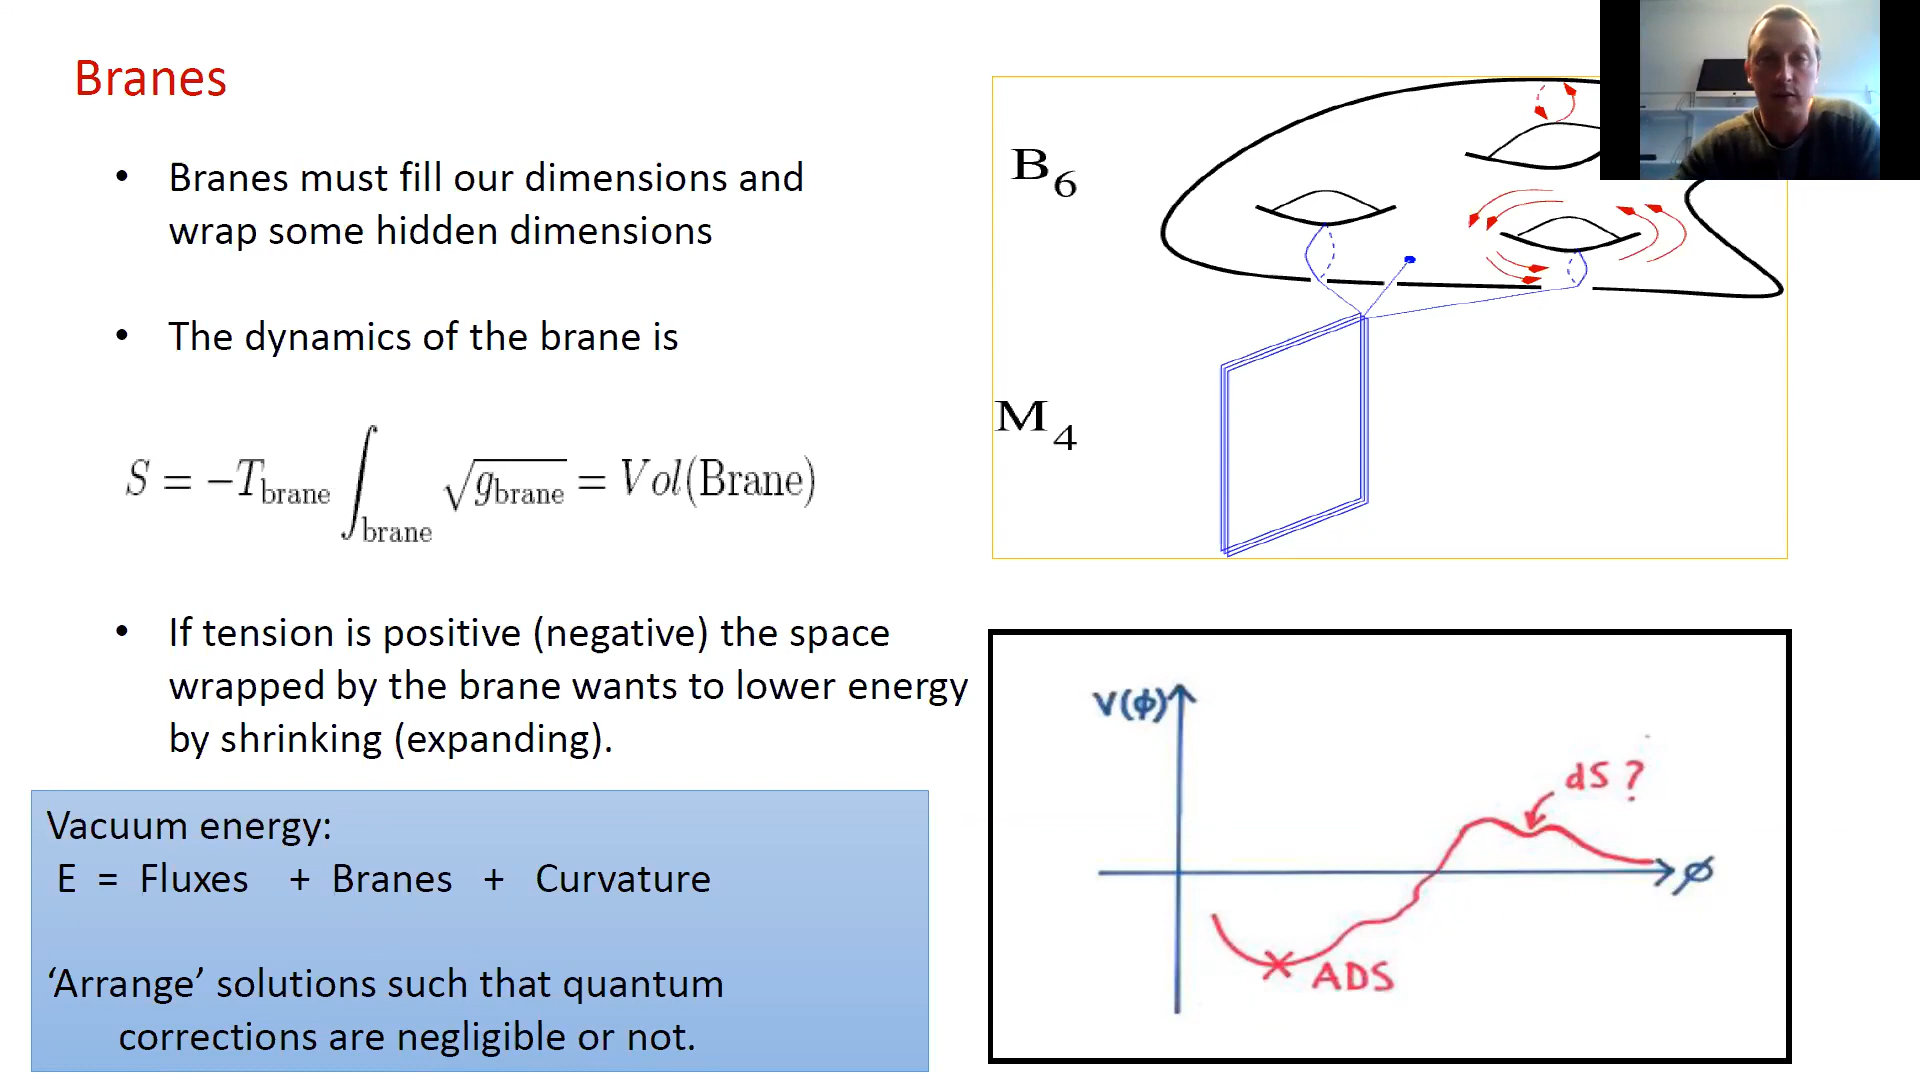 Branes
• Branes must fill our dimensions and
wrap some hidden dimensions
• The dynamics of the brane is
S = −T_brane ∫_brane √g_brane = Vol(Brane)
• If tension is positive (negative) the space
wrapped by the brane wants to lower energy
by shrinking (expanding).
Vacuum energy:
E = Fluxes + Branes + Curvature
‘Arrange’ solutions such that quantum
corrections are negligible or not.
B₆
M₄
V(ϕ)
dS ?
ϕ
ADS